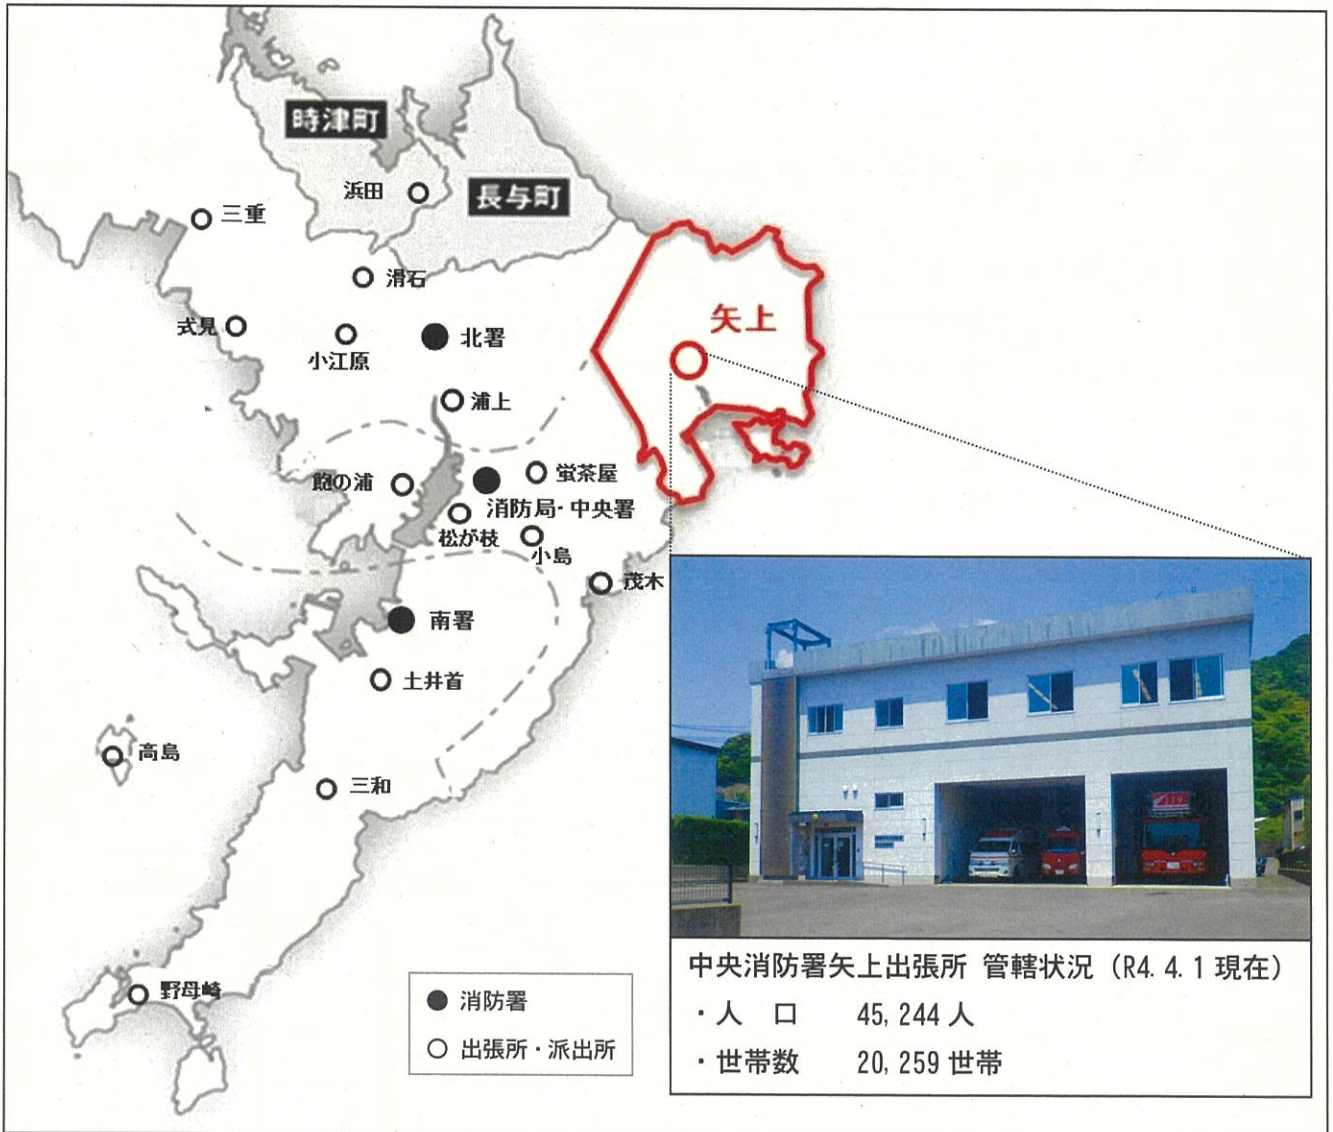 時津町
浜田
長与町
三重
滑石
矢上
式見
小江原
北署
浦上
飽の浦
蛍茶屋
消防局・中央署
松が枝
小島
茂木
南署
土井首
高島
三和
野母崎
● 消防署
○ 出張所・派出所
中央消防署矢上出張所 管轄状況（R4.4.1現在）
・人　口　45,244人
・世帯数　20,259世帯